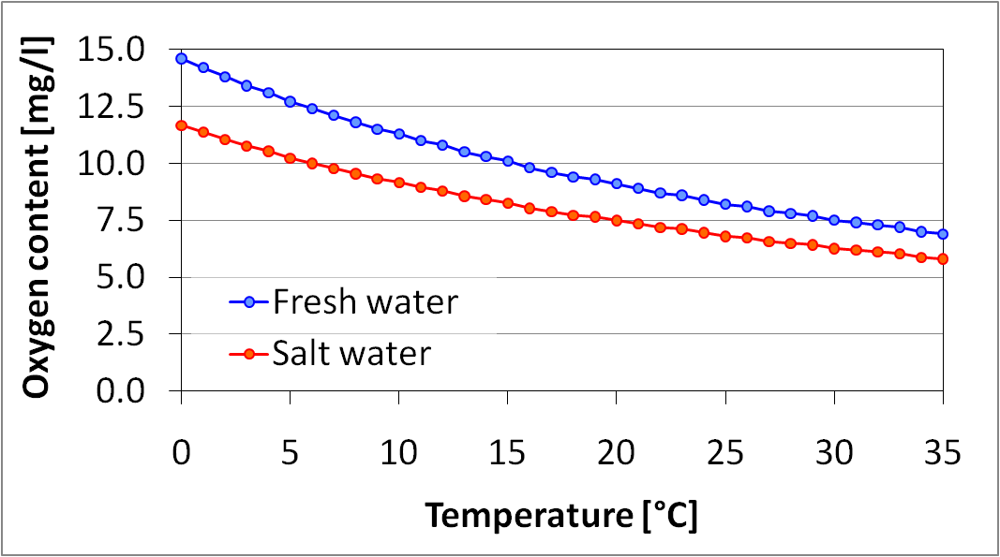 Oxygen content [mg/l]
15.0
12.5
10.0
7.5
5.0
2.5
0.0
Fresh water
Salt water
0 5 10 15 20 25 30 35
Temperature [°C]